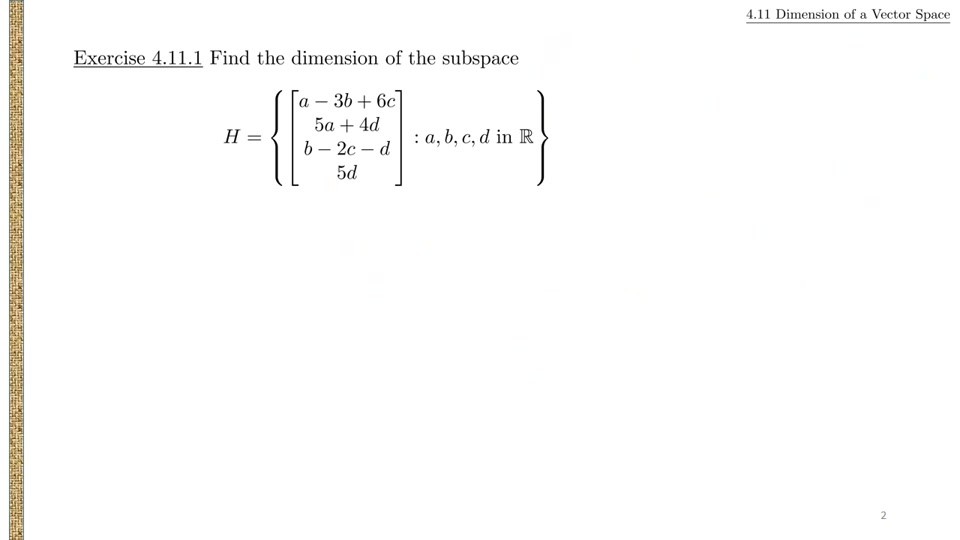 4.11 Dimension of a Vector Space
Exercise 4.11.1 Find the dimension of the subspace
a − 3b + 6c
5a + 4d
H = { [ b − 2c − d ] : a, b, c, d in ℝ }
5d
2